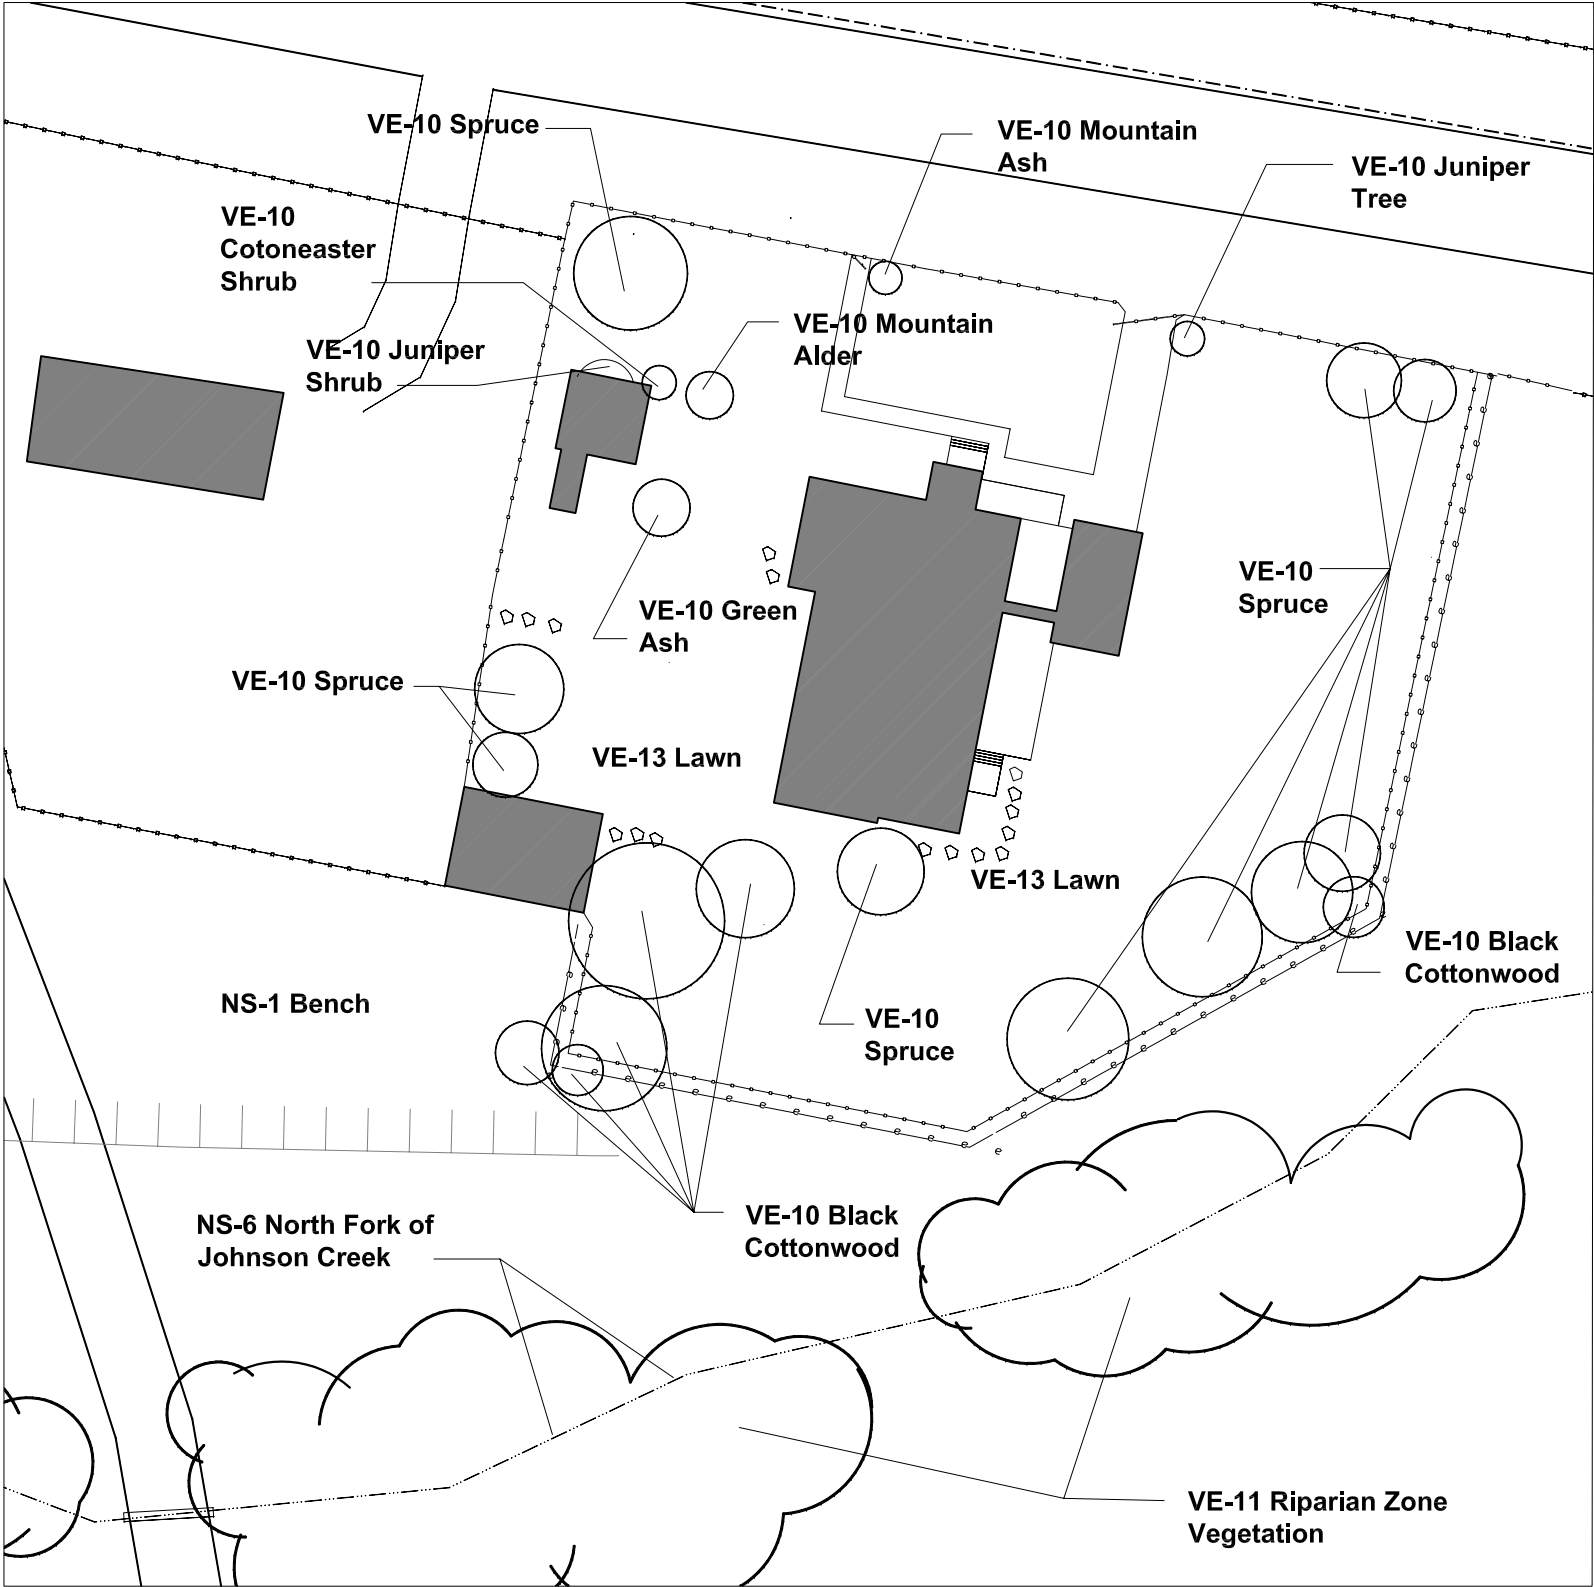 VE-10 Spruce
VE-10 Mountain
Ash
VE-10 Juniper
Tree
VE-10
Cotoneaster
Shrub
VE-10 Mountain
Alder
VE-10 Juniper
Shrub
VE-10
Spruce
VE-10 Green
Ash
VE-10 Spruce
VE-13 Lawn
VE-13 Lawn
VE-10 Black
Cottonwood
NS-1 Bench
VE-10
Spruce
VE-10 Black
Cottonwood
NS-6 North Fork of
Johnson Creek
VE-11 Riparian Zone
Vegetation